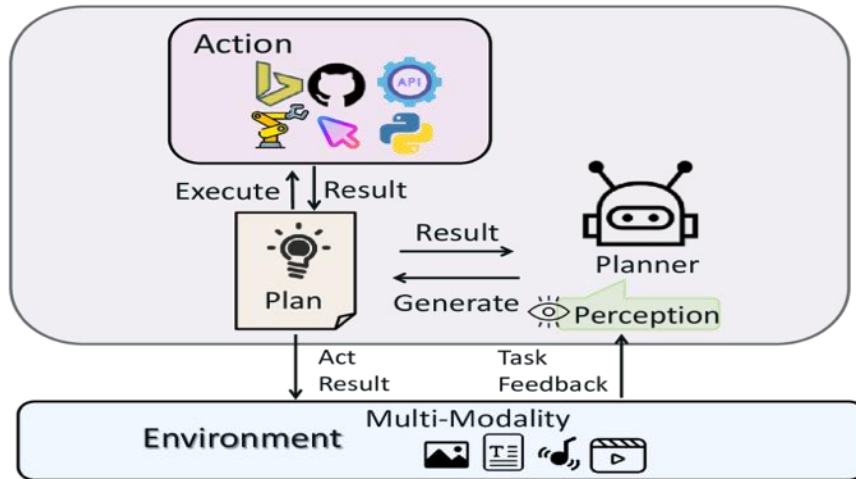 Action
API
Execute
Result
Result
Planner
Plan
Generate
Perception
Act
Result
Task
Feedback
Multi-Modality
Environment
T